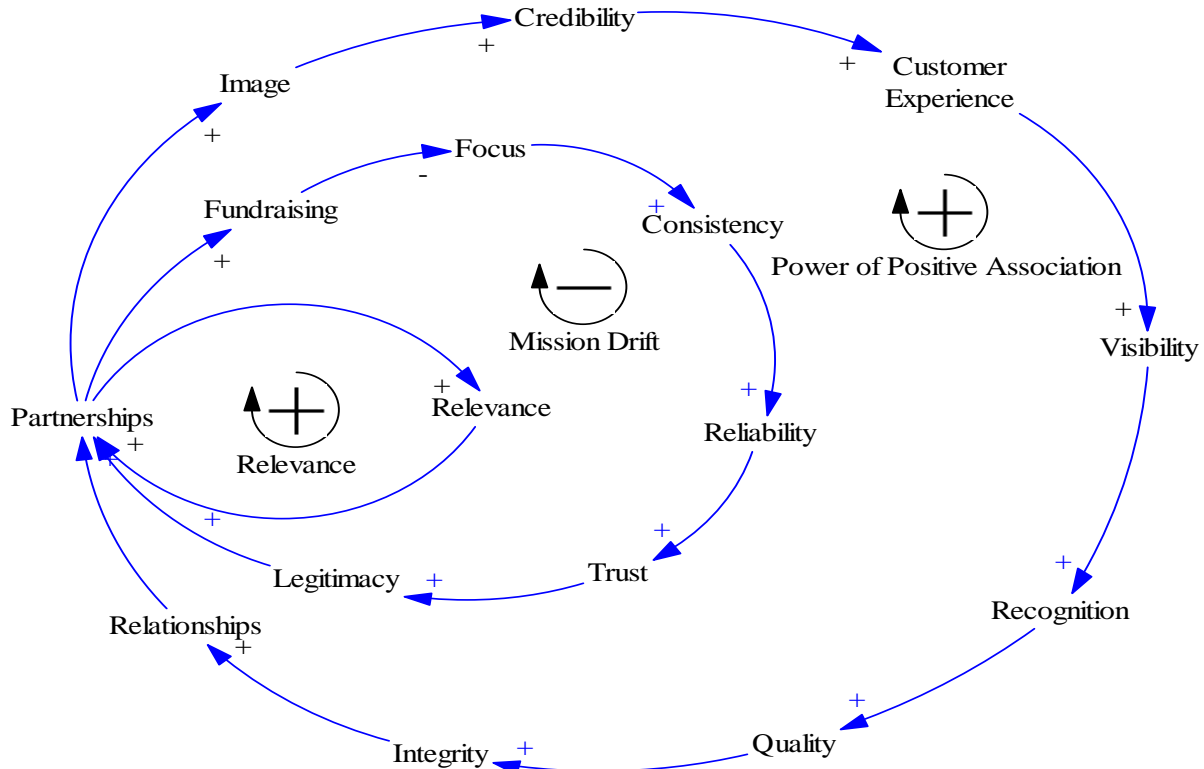 Credibility
+
+
Customer
Experience
Image
+
Focus
-
Fundraising
+
+
Consistency
+
Power of Positive Association
+
Visibility
—
Mission Drift
+
Relevance
+
+
Reliability
Partnerships
+
+
+
Relevance
+
+
Trust
+
Legitimacy
+
Recognition
Relationships
+
+
Quality
+
Integrity